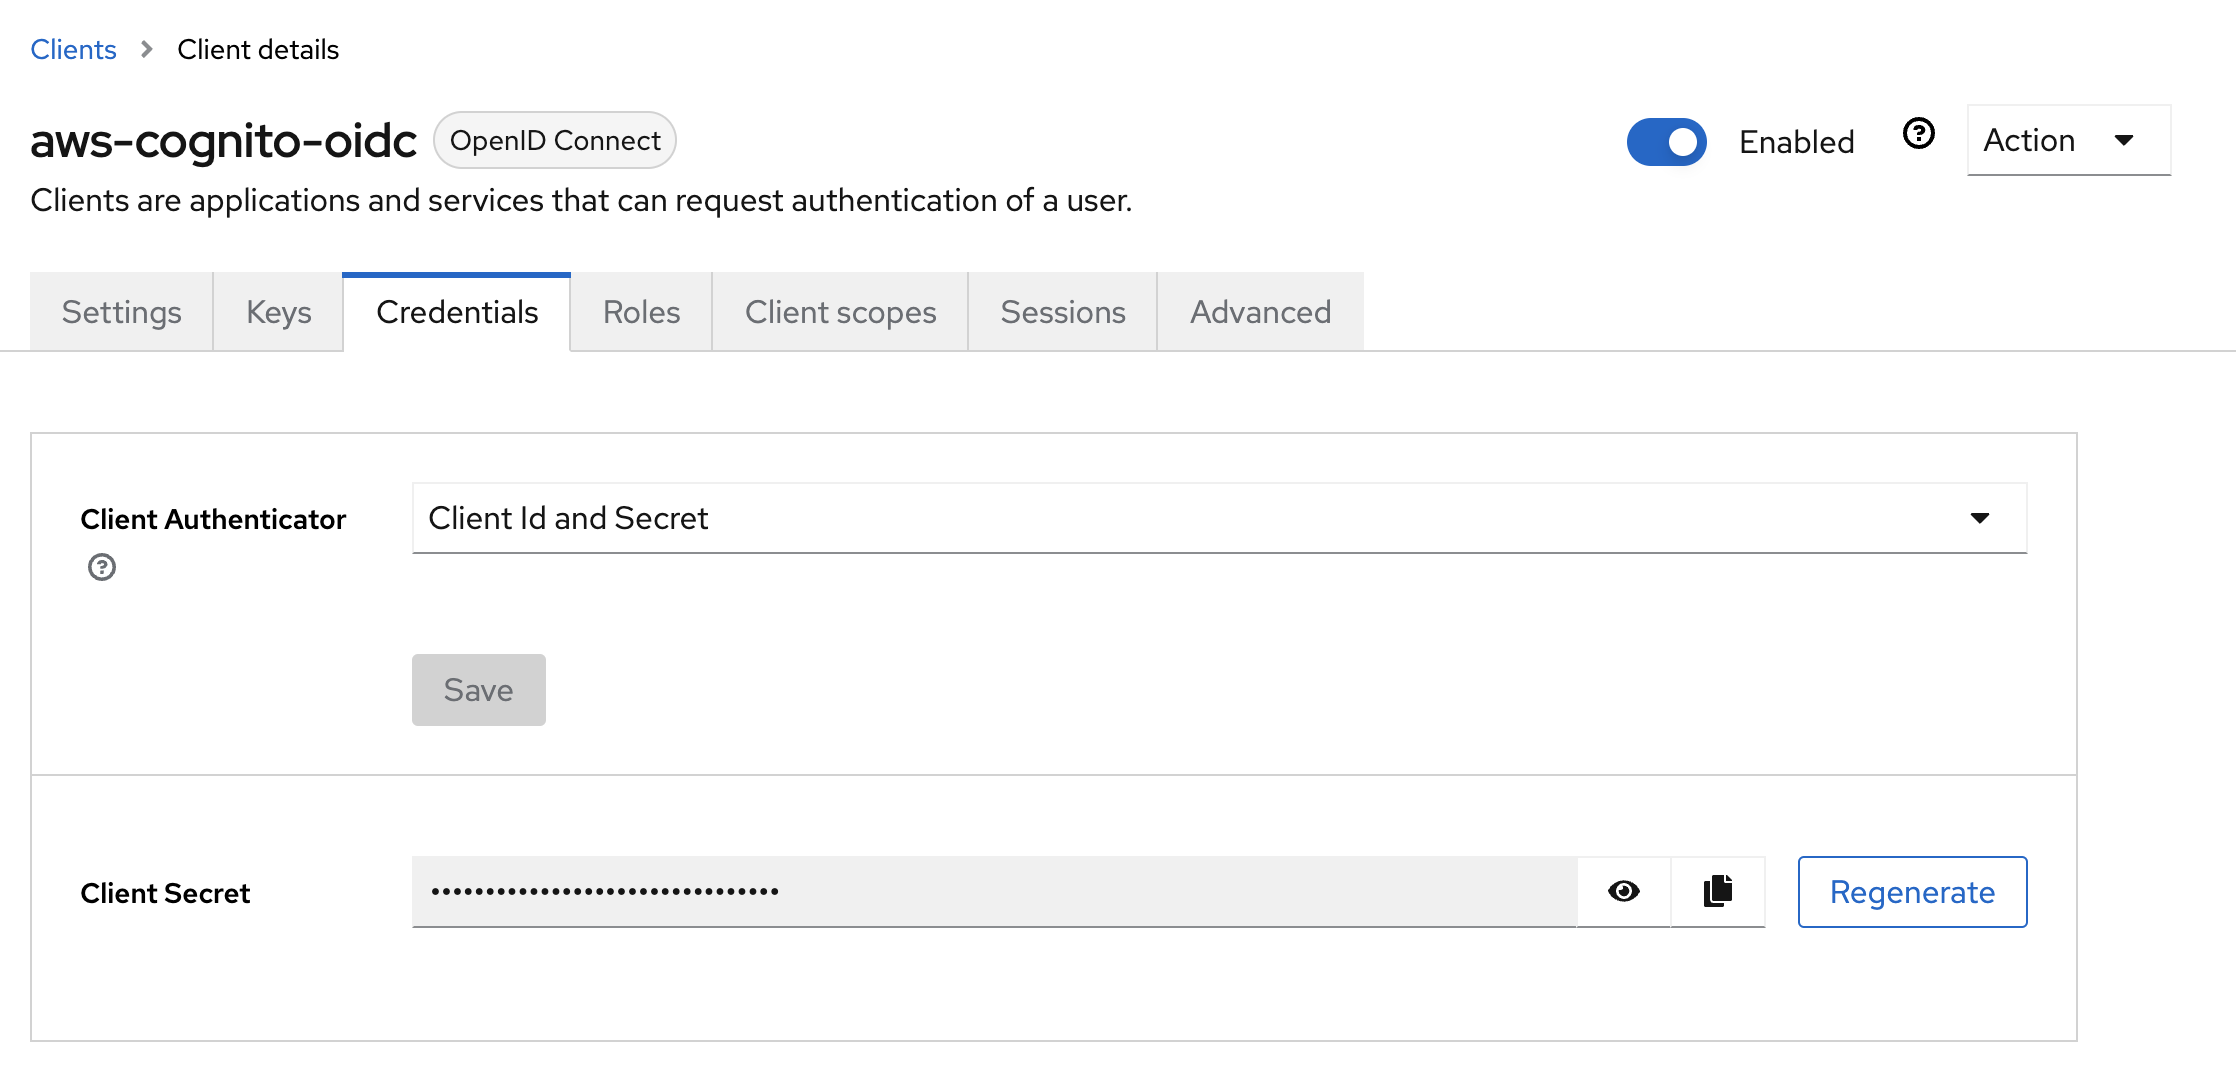 Clients > Client details
aws-cognito-oidc OpenID Connect Enabled Action
Clients are applications and services that can request authentication of a user.
Settings Keys Credentials Roles Client scopes Sessions Advanced
Client Authenticator Client Id and Secret
Save
Client Secret •••••••••••••••••••••••••••••••• Regenerate